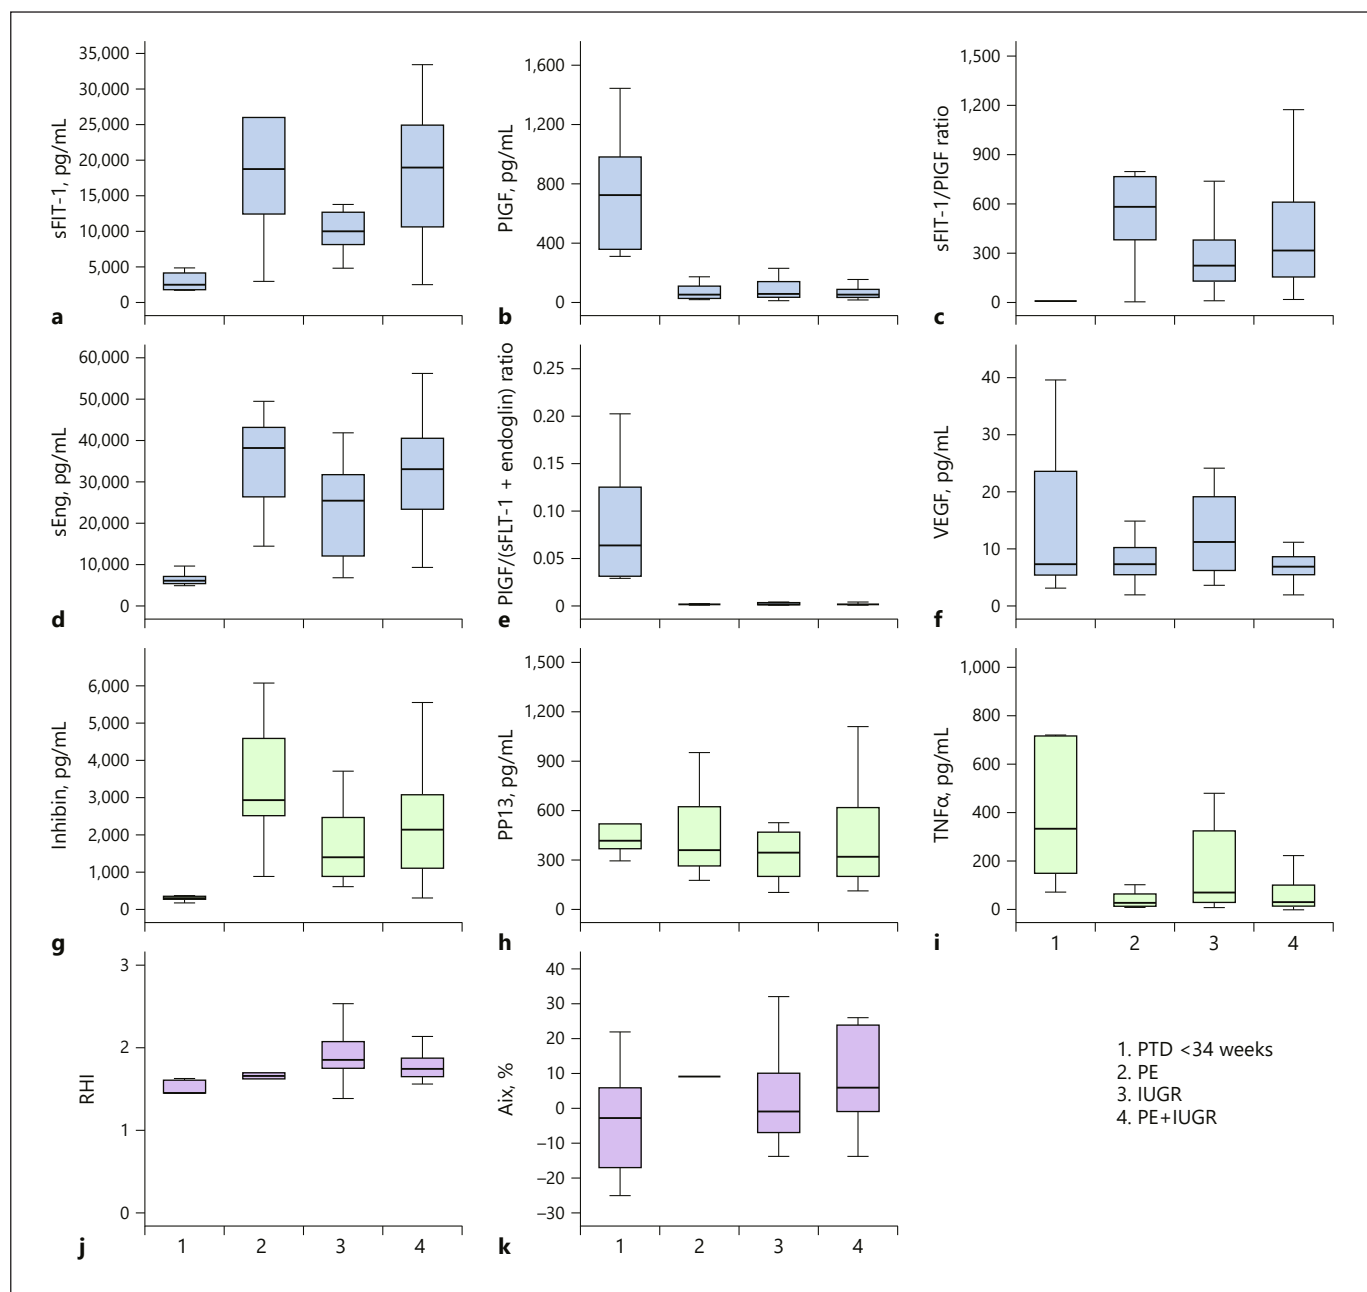 35,000
30,000
25,000
20,000
15,000
10,000
5,000
0
sFIT-1, pg/mL
a
1,600
1,200
800
400
0
PIGF, pg/mL
b
1,500
1,200
900
600
300
0
sFIT-1/PIGF ratio
c
60,000
50,000
40,000
30,000
20,000
10,000
0
sEng, pg/mL
d
0.25
0.20
0.15
0.10
0.05
0
PIGF/(sFLT-1 + endoglin) ratio
e
40
30
20
10
0
VEGF, pg/mL
f
6,000
5,000
4,000
3,000
2,000
1,000
0
Inhibin, pg/mL
g
1,500
1,200
900
600
300
0
PP13, pg/mL
h
1,000
800
600
400
200
0
TNFα, pg/mL
i
1 2 3 4
3
2
1
0
RHI
j
1 2 3 4
40
30
20
10
0
–10
–20
–30
Aix, %
k
1 2 3 4
1. PTD <34 weeks
2. PE
3. IUGR
4. PE+IUGR